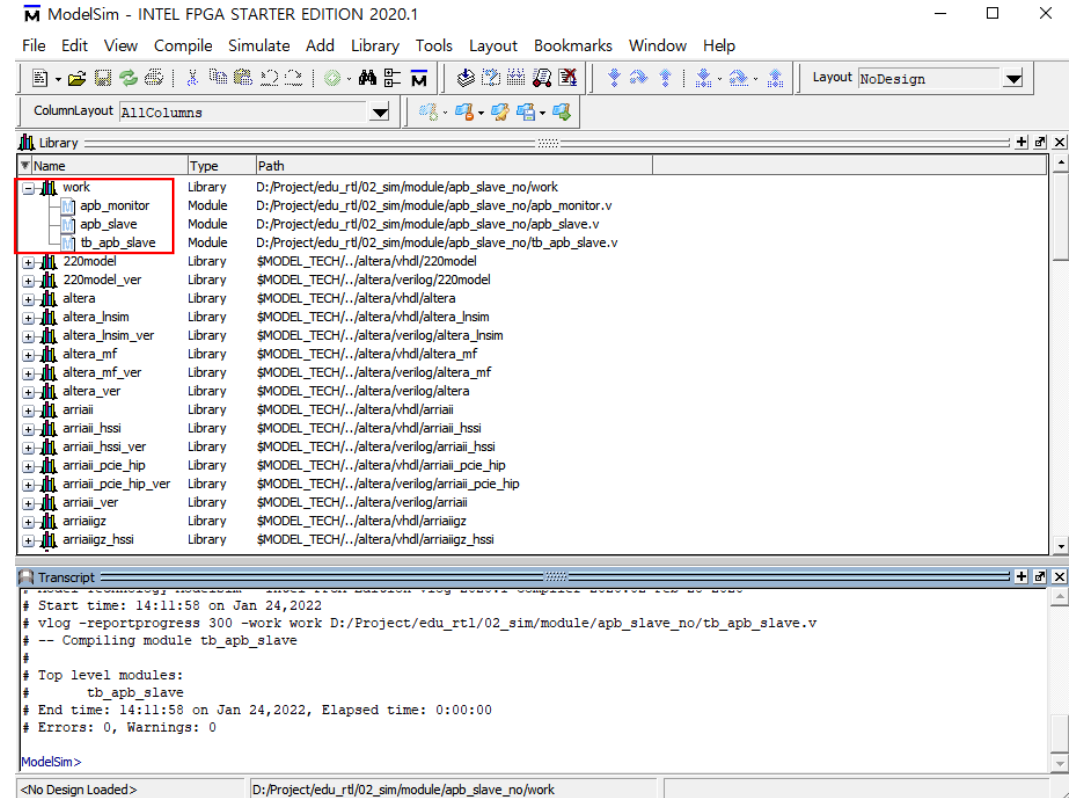 M ModelSim - INTEL FPGA STARTER EDITION 2020.1
File Edit View Compile Simulate Add Library Tools Layout Bookmarks Window Help
Layout NoDesign
ColumnLayout AllColumns
Library
Name Type Path
work Library D:/Project/edu_rtl/02_sim/module/apb_slave_no/work
apb_monitor Module D:/Project/edu_rtl/02_sim/module/apb_slave_no/apb_monitor.v
apb_slave Module D:/Project/edu_rtl/02_sim/module/apb_slave_no/apb_slave.v
tb_apb_slave Module D:/Project/edu_rtl/02_sim/module/apb_slave_no/tb_apb_slave.v
220model Library $MODEL_TECH/../altera/vhdl/220model
220model_ver Library $MODEL_TECH/../altera/verilog/220model
altera Library $MODEL_TECH/../altera/vhdl/altera
altera_lnsim Library $MODEL_TECH/../altera/vhdl/altera_lnsim
altera_lnsim_ver Library $MODEL_TECH/../altera/verilog/altera_lnsim
altera_mf Library $MODEL_TECH/../altera/vhdl/altera_mf
altera_mf_ver Library $MODEL_TECH/../altera/verilog/altera_mf
altera_ver Library $MODEL_TECH/../altera/verilog/altera
arriaii Library $MODEL_TECH/../altera/vhdl/arriaii
arriaii_hssi Library $MODEL_TECH/../altera/vhdl/arriaii_hssi
arriaii_hssi_ver Library $MODEL_TECH/../altera/verilog/arriaii_hssi
arriaii_pcie_hip Library $MODEL_TECH/../altera/vhdl/arriaii_pcie_hip
arriaii_pcie_hip_ver Library $MODEL_TECH/../altera/verilog/arriaii_pcie_hip
arriaii_ver Library $MODEL_TECH/../altera/verilog/arriaii
arriaiigz Library $MODEL_TECH/../altera/vhdl/arriaiigz
arriaiigz_hssi Library $MODEL_TECH/../altera/vhdl/arriaiigz_hssi
Transcript
# Start time: 14:11:58 on Jan 24,2022
# vlog -reportprogress 300 -work work D:/Project/edu_rtl/02_sim/module/apb_slave_no/tb_apb_slave.v
# -- Compiling module tb_apb_slave
#
# Top level modules:
# tb_apb_slave
# End time: 14:11:58 on Jan 24,2022, Elapsed time: 0:00:00
# Errors: 0, Warnings: 0
ModelSim>
<No Design Loaded> D:/Project/edu_rtl/02_sim/module/apb_slave_no/work